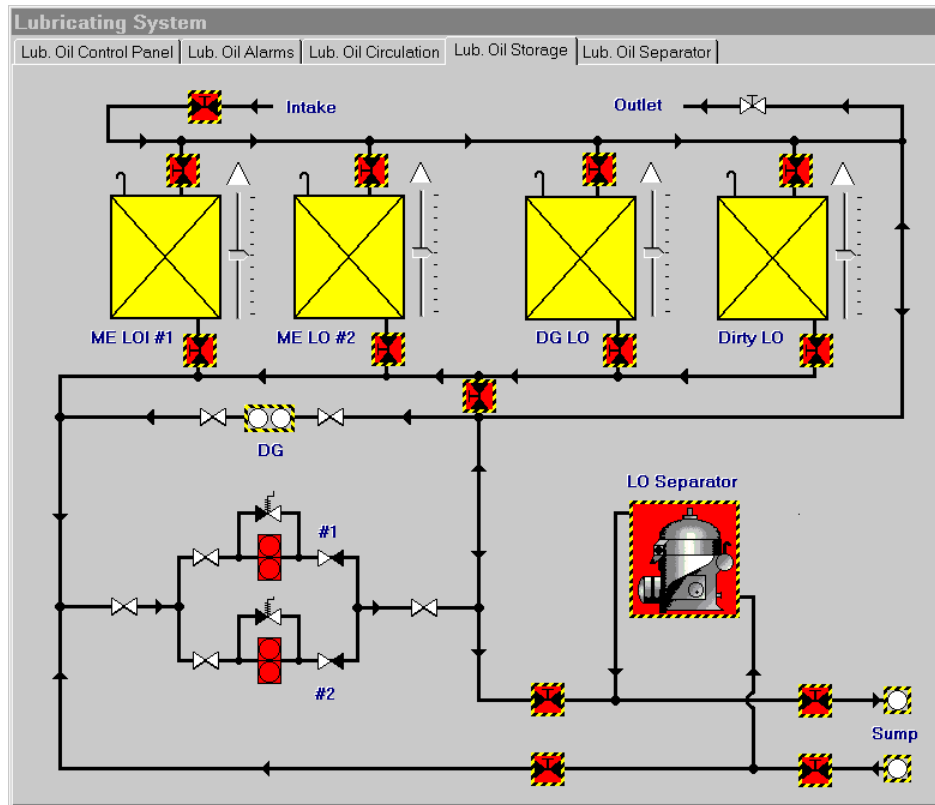 Lubricating System
Lub. Oil Control Panel
Lub. Oil Alarms
Lub. Oil Circulation
Lub. Oil Storage
Lub. Oil Separator
Intake
Outlet
ME LOI #1
ME LO #2
DG LO
Dirty LO
DG
LO Separator
#1
#2
Sump